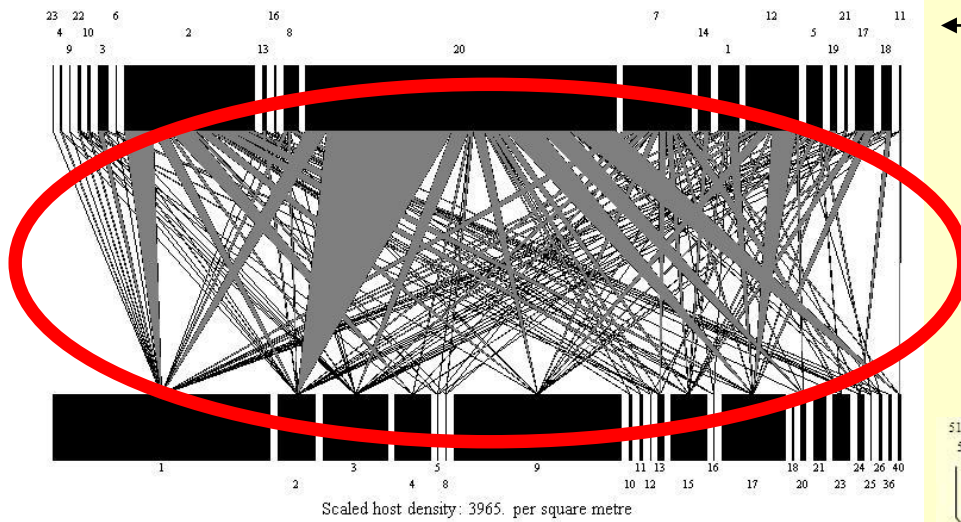 23 22 6 16 7 12 21 11
4 10 2 8 14 5 17
9 3 13 20 1 19 18
1 3 5 9 11 13 16 18 21 24 26 40
2 4 8 10 12 15 17 20 23 25 36
Scaled host density: 3965. per square metre
51
5